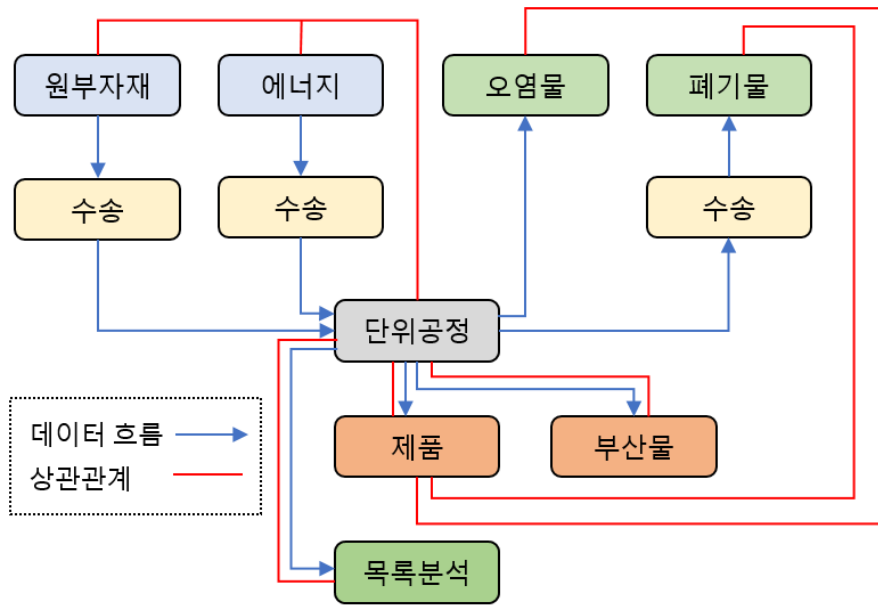 원부자재
에너지
오염물
폐기물
수송
수송
수송
단위공정
데이터 흐름
상관관계
제품
부산물
목록분석